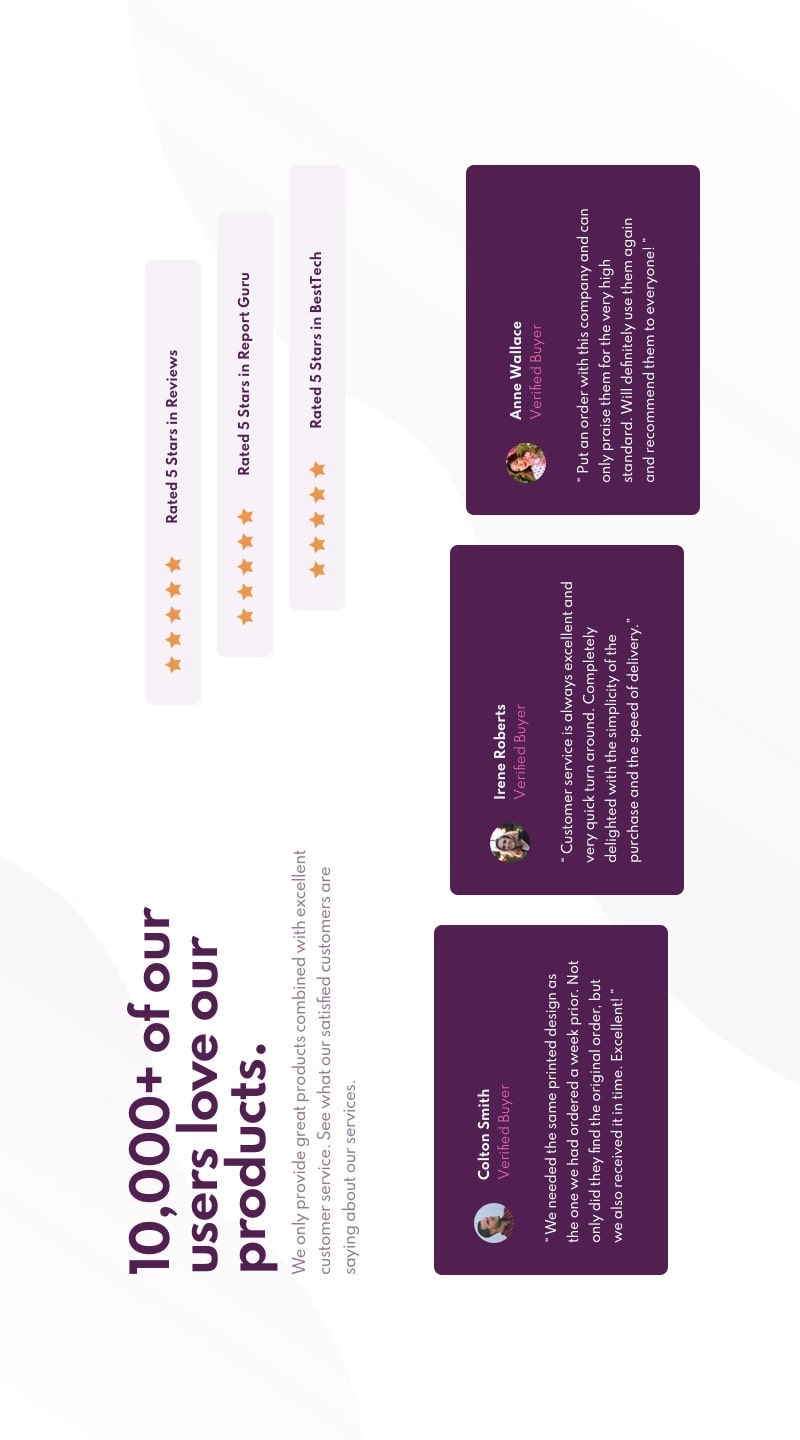 10,000+ of our
users love our
products.
We only provide great products combined with excellent
customer service. See what our satisfied customers are
saying about our services.
Rated 5 Stars in Reviews
Rated 5 Stars in Report Guru
Rated 5 Stars in BestTech
Colton Smith
Verified Buyer
“ We needed the same printed design as
the one we had ordered a week prior. Not
only did they find the original order, but
we also received it in time. Excellent! ”
Irene Roberts
Verified Buyer
“ Customer service is always excellent and
very quick turn around. Completely
delighted with the simplicity of the
purchase and the speed of delivery. ”
Anne Wallace
Verified Buyer
“ Put an order with this company and can
only praise them for the very high
standard. Will definitely use them again
and recommend them to everyone! ”